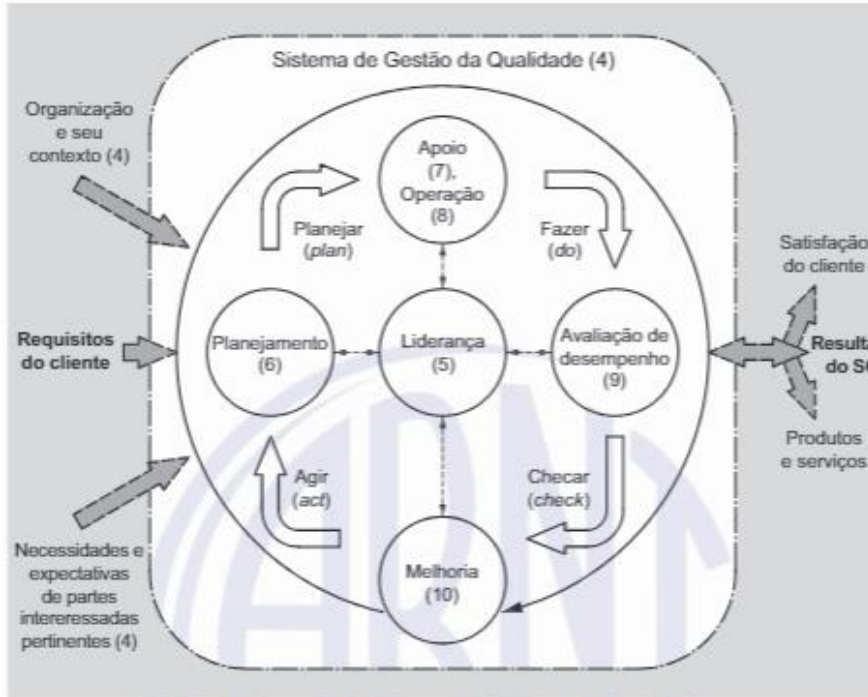 Sistema de Gestão da Qualidade (4)
Organização
e seu
contexto (4)
Apoio
(7),
Operação
(8)
Planejar
(plan)
Fazer
(do)
Satisfação
do cliente
Requisitos
do cliente
Planejamento
(6)
Liderança
(5)
Avaliação de
desempenho
(9)
Agir
(act)
Checar
(check)
Produtos
e serviços
Necessidades e
expectativas
de partes
intereressadas
pertinentes (4)
Melhoria
(10)
do